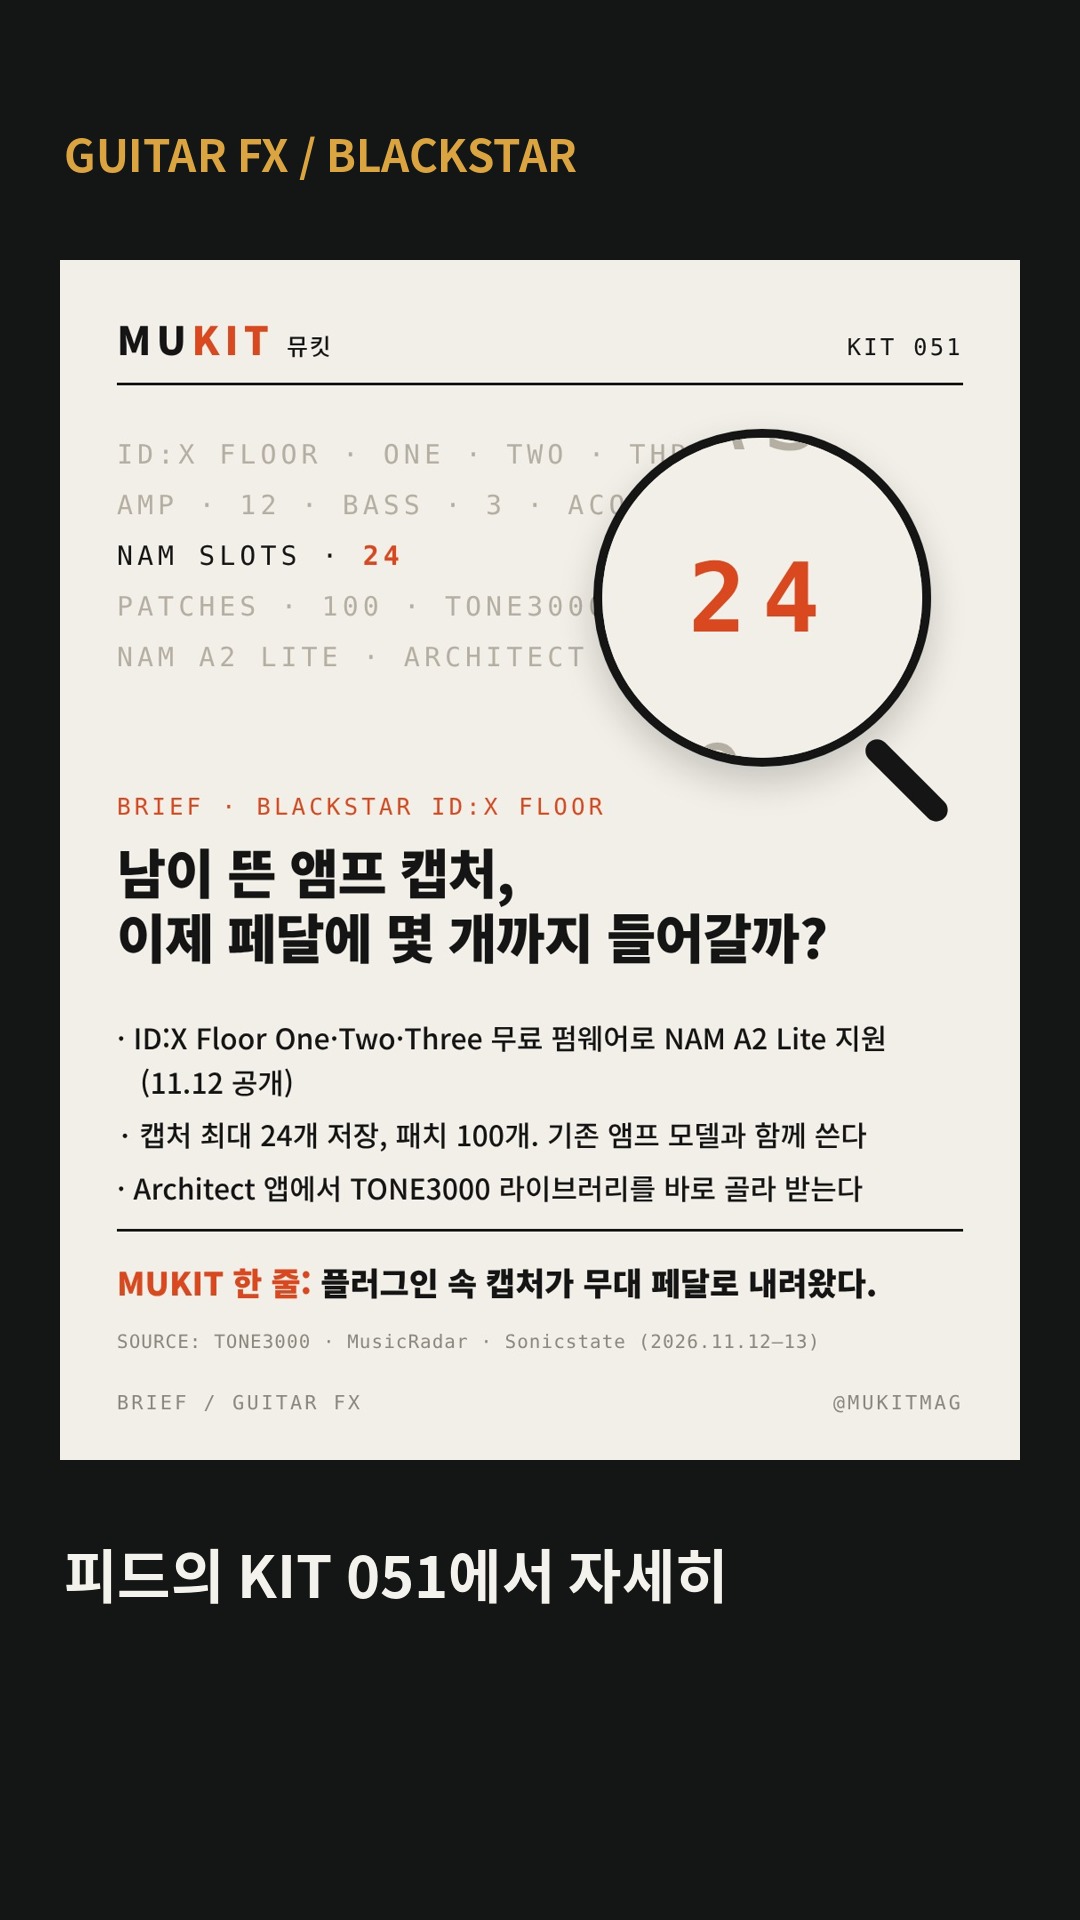 GUITAR FX / BLACKSTAR
MUKIT 뮤킷
KIT 051
ID:X FLOOR · ONE · TWO ·
AMP · 12 · BASS · 3 ·
NAM SLOTS · 24
24
PATCHES · 100 · TONE3000
NAM A2 LITE · ARCHITECT
BRIEF · BLACKSTAR ID:X FLOOR
남이 뜬 앰프 캡처,
이제 페달에 몇 개까지 들어갈까?
· ID:X Floor One·Two·Three 무료 펌웨어로 NAM A2 Lite 지원
(11.12 공개)
· 캡처 최대 24개 저장, 패치 100개. 기존 앰프 모델과 함께 쓴다
· Architect 앱에서 TONE3000 라이브러리를 바로 골라 받는다
MUKIT 한 줄: 플러그인 속 캡처가 무대 페달로 내려왔다.
SOURCE: TONE3000 · MusicRadar · Sonicstate (2026.11.12–13)
BRIEF / GUITAR FX
@MUKITMAG
피드의 KIT 051에서 자세히